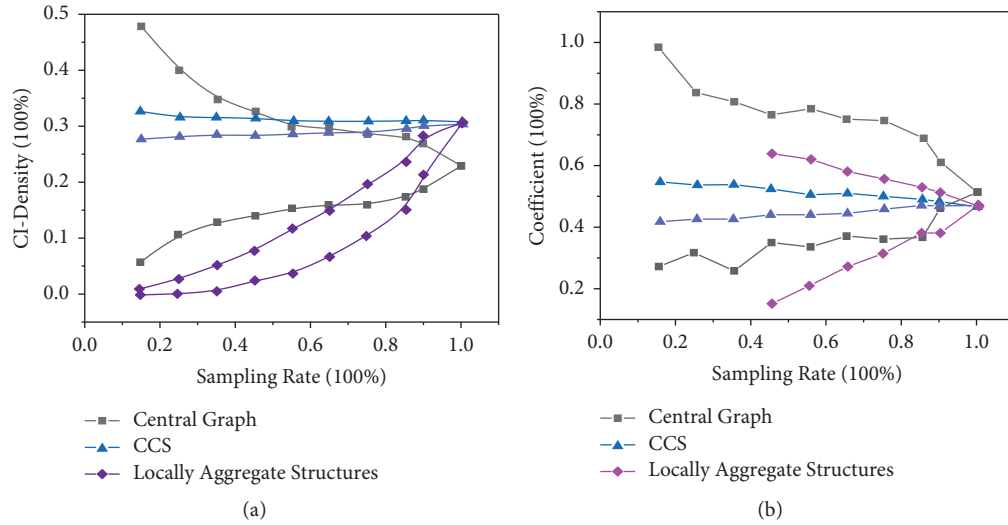 0.5
0.4
0.3
0.2
0.1
0.0
CI-Density (100%)
0.0 0.2 0.4 0.6 0.8 1.0
Sampling Rate (100%)
Central Graph
CCS
Locally Aggregate Structures
(a)
1.0
0.8
0.6
0.4
0.2
Coefficient (100%)
0.0 0.2 0.4 0.6 0.8 1.0
Sampling Rate (100%)
Central Graph
CCS
Locally Aggregate Structures
(b)